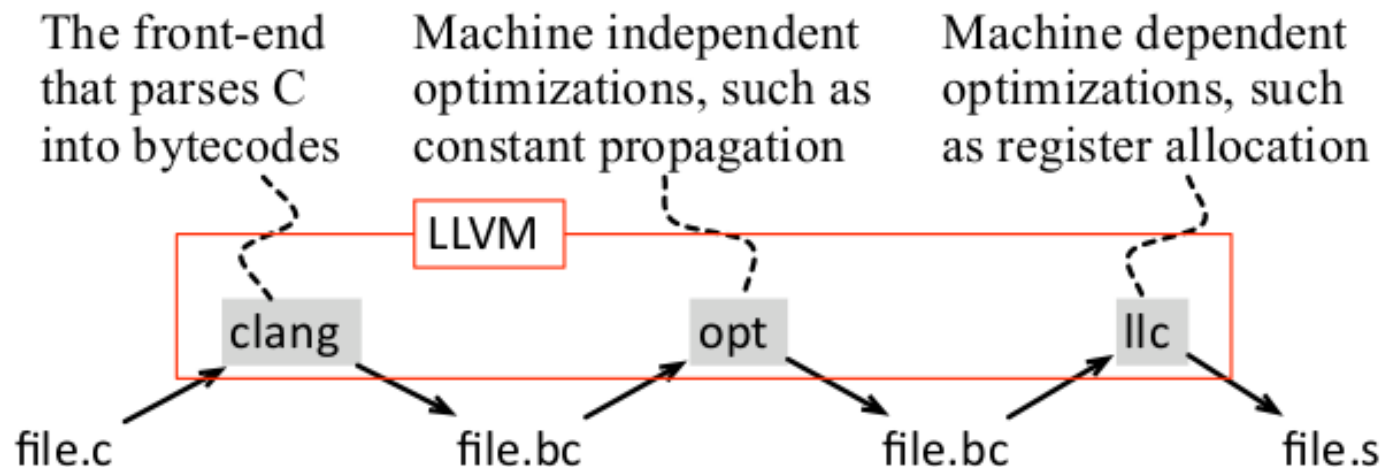 The front-end
that parses C
into bytecodes
Machine independent
optimizations, such as
constant propagation
Machine dependent
optimizations, such
as register allocation
LLVM
clang
opt
llc
file.c
file.bc
file.bc
file.s